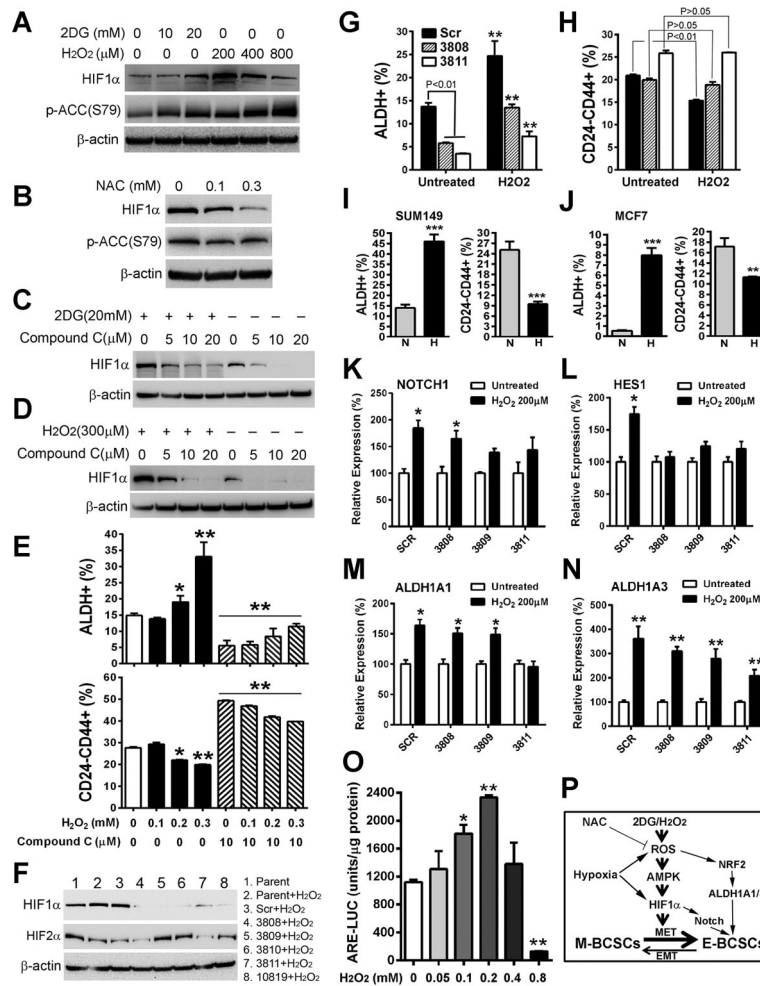 A
2DG (mM) 0 10 20 0 0 0
H2O2 (μM) 0 0 0 200 400 800
HIF1α
p-ACC(S79)
β-actin
B
NAC (mM) 0 0.1 0.3
HIF1α
p-ACC(S79)
β-actin
C
2DG(20mM) + + + + – – – –
Compound C(μM) 0 5 10 20 0 5 10 20
HIF1α
β-actin
D
H2O2(300μM) + + + + – – – –
Compound C(μM) 0 5 10 20 0 5 10 20
HIF1α
β-actin
E
ALDH+ (%)
40
35
30
25
20
15
10
5
0
* ** **
CD24-CD44+ (%)
60
50
40
30
20
10
0
* ** **
H2O2 (mM) 0 0.1 0.2 0.3 0 0.1 0.2 0.3
Compound C (μM) 0 0 0 0 10 10 10 10
F
1 2 3 4 5 6 7 8
HIF1α
HIF2α
β-actin
1. Parent
2. Parent+H2O2
3. Scr+H2O2
4. 3808+H2O2
5. 3809+H2O2
6. 3810+H2O2
7. 3811+H2O2
8. 10819+H2O2
G
Scr
3808
3811
ALDH+ (%)
30
25
20
15
10
5
0
P<0.01
** ** **
Untreated H2O2
H
P>0.05
P>0.05
P<0.01
CD24-CD44+ (%)
30
25
20
15
10
5
0
Untreated H2O2
I
SUM149
ALDH+ (%)
50
45
40
35
30
25
20
15
10
5
0
***
N H
CD24-CD44+ (%)
30
27
24
21
18
15
12
9
6
3
0
***
N H
J
MCF7
ALDH+ (%)
10
9
8
7
6
5
4
3
2
1
0
***
N H
CD24-CD44+ (%)
20
18
16
14
12
10
8
6
4
2
0
**
N H
K
NOTCH1
Untreated
H2O2 200μM
Relative Expression (%)
250
200
150
100
50
0
* *
SCR 3808 3809 3811
L
HES1
Untreated
H2O2 200μM
Relative Expression (%)
200
150
100
50
0
*
SCR 3808 3809 3811
M
ALDH1A1
Untreated
H2O2 200μM
Relative Expression (%)
200
150
100
50
0
* * *
SCR 3808 3809 3811
N
ALDH1A3
Untreated
H2O2 200μM
Relative Expression (%)
500
400
300
200
100
0
** ** ** **
SCR 3808 3809 3811
O
ARE-LUC (units/μg protein)
2400
2000
1600
1200
800
400
0
* ** **
H2O2 (mM) 0 0.05 0.1 0.2 0.4 0.8
P
NAC 2DG/H2O2
ROS
NRF2
Hypoxia AMPK
ALDH1A1/
HIF1α
Notch
MET
M-BCSCs E-BCSCs
EMT